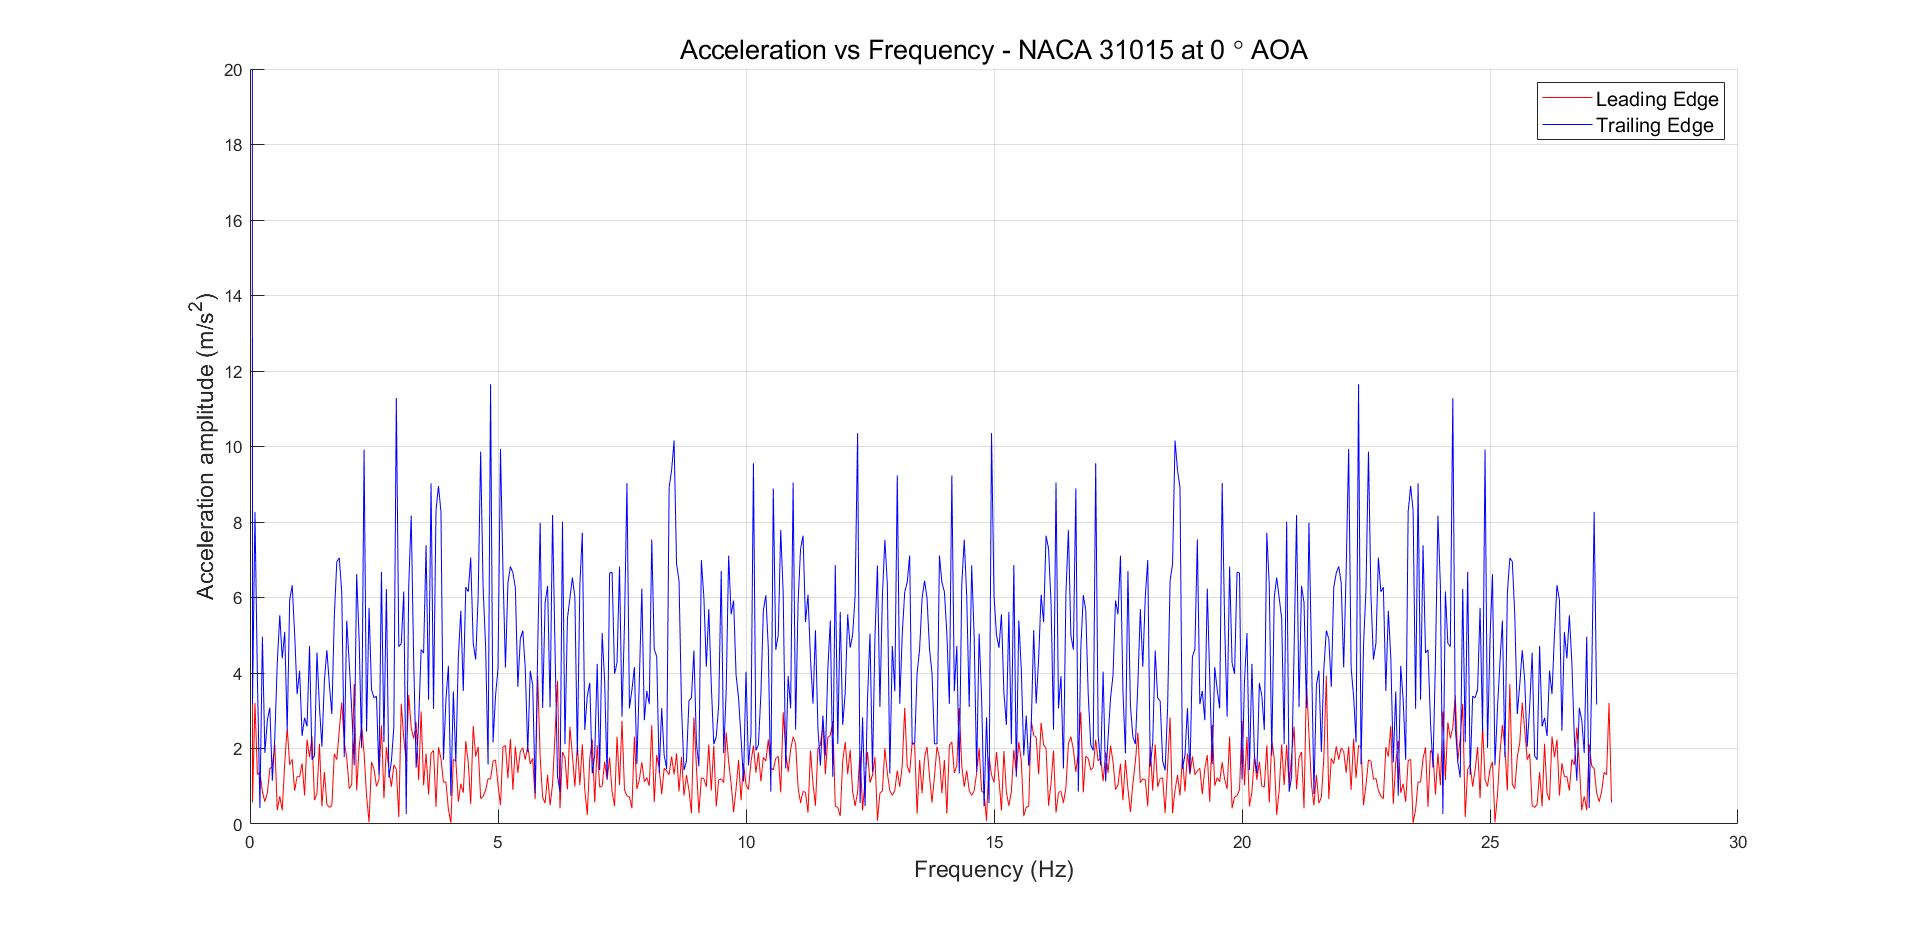 Acceleration vs Frequency - NACA 31015 at 0 ° AOA
Leading Edge
Trailing Edge
Acceleration amplitude (m/s²)
20
18
16
14
12
10
8
6
4
2
0
0 5 10 15 20 25 30
Frequency (Hz)